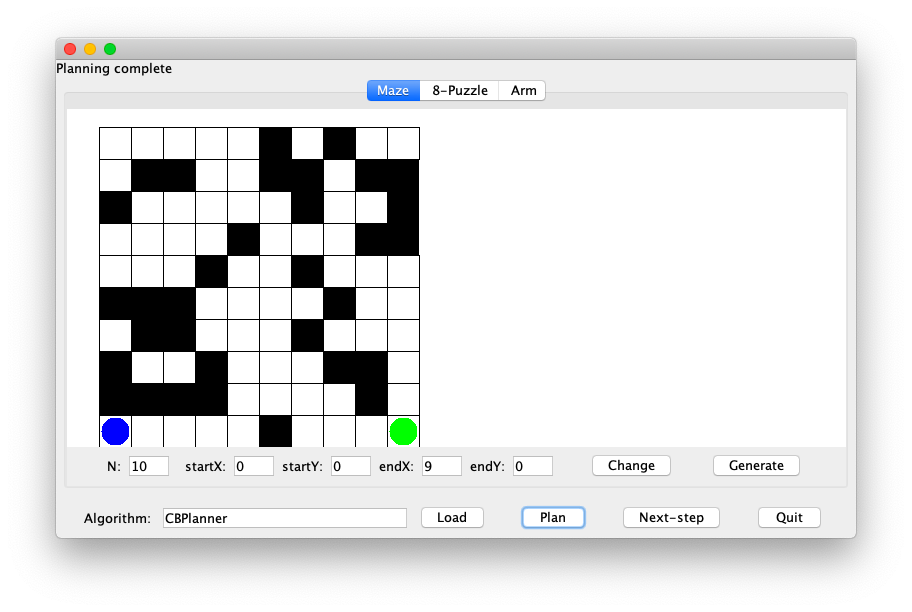 Planning complete
Maze 8-Puzzle Arm
N: 10 startX: 0 startY: 0 endX: 9 endY: 0 Change Generate
Algorithm: CBPlanner Load Plan Next-step Quit